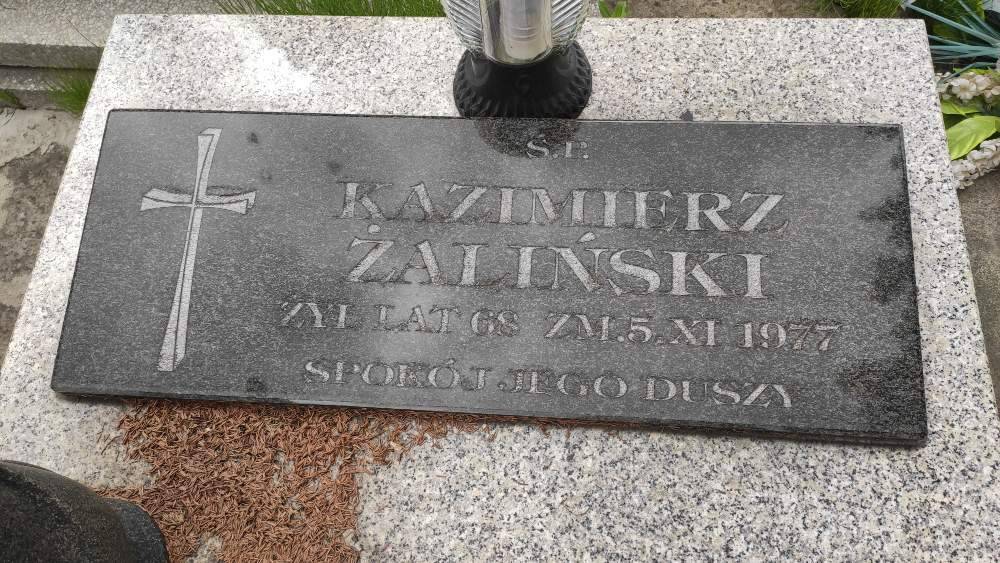 Ś.P.
KAZIMIERZ
ŻALIŃSKI
ŻYŁ LAT 68 ZM.5.XI 1977
SPOKÓJ JEGO DUSZY